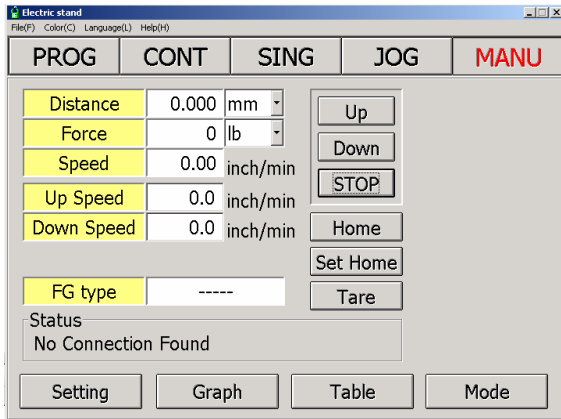 Electric stand
File(F) Color(C) Language(L) Help(H)
PROG CONT SING JOG MANU
Distance 0.000 mm
Force 0 lb
Speed 0.00 inch/min
Up Speed 0.0 inch/min
Down Speed 0.0 inch/min
FG type -----
Up
Down
STOP
Home
Set Home
Tare
Status
No Connection Found
Setting Graph Table Mode